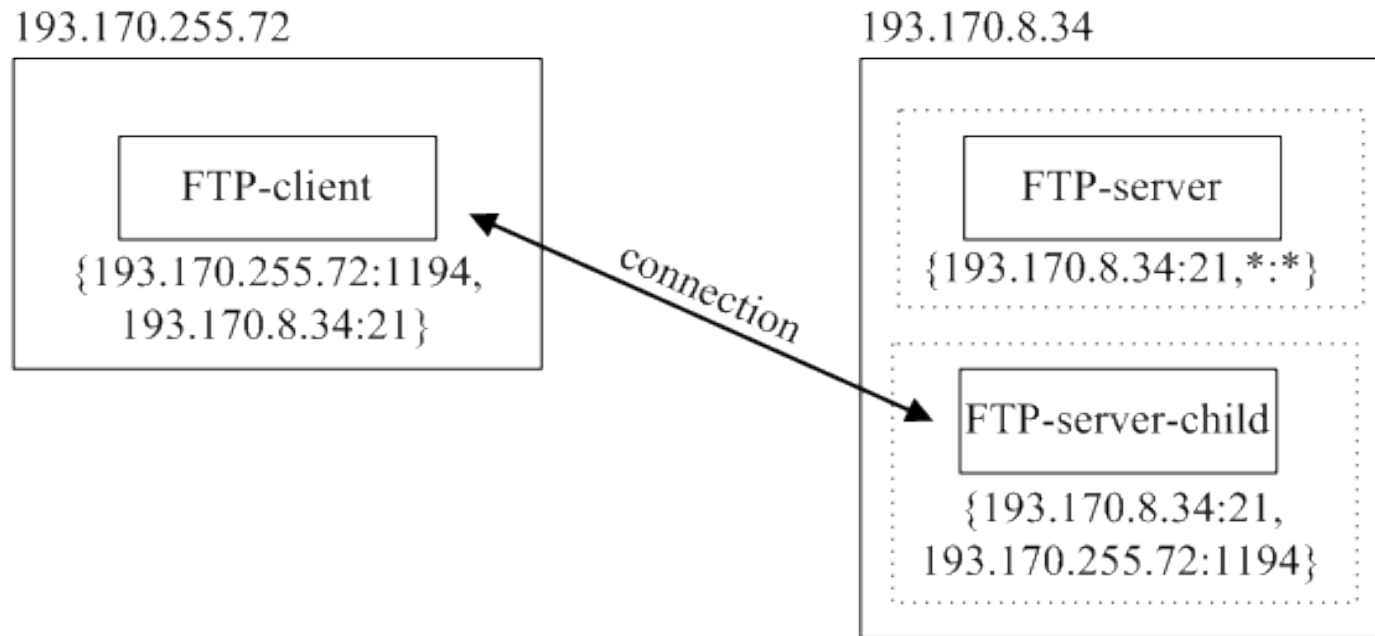 193.170.255.72
193.170.8.34
FTP-client
{193.170.255.72:1194,
193.170.8.34:21}
connection
FTP-server
{193.170.8.34:21,*:*}
FTP-server-child
{193.170.8.34:21,
193.170.255.72:1194}